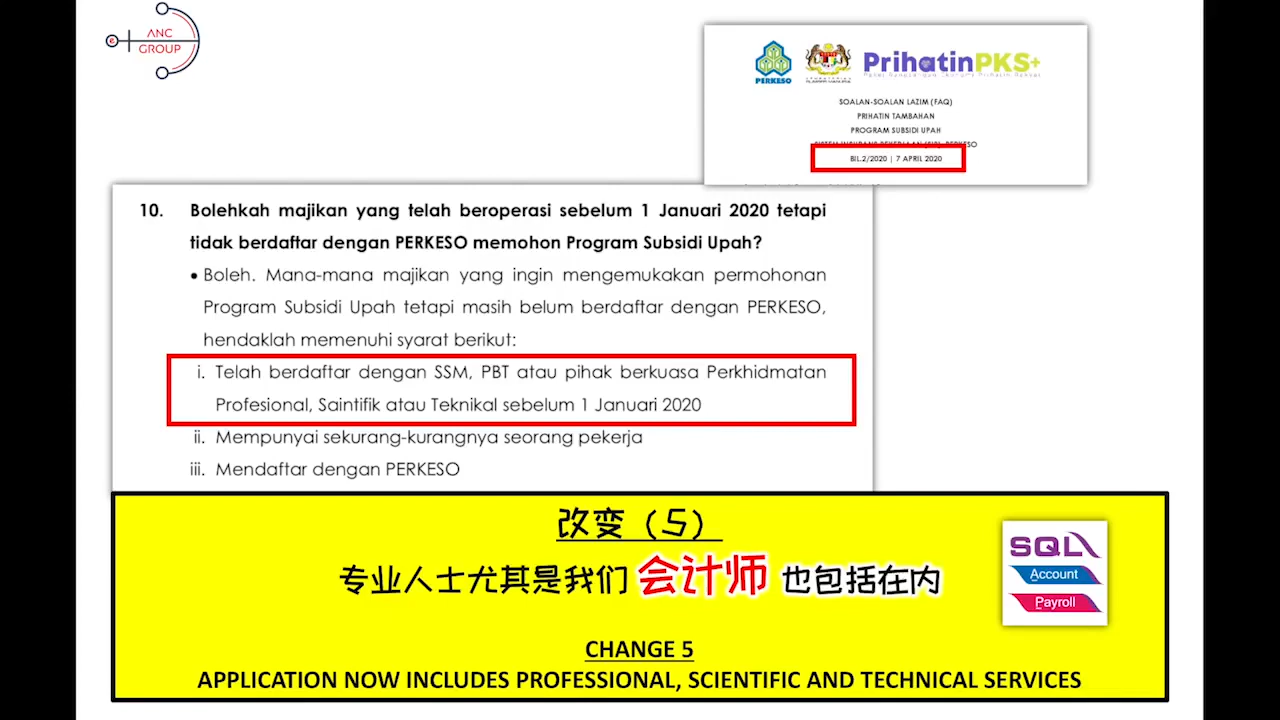 ANC
GROUP
PERKESO
PrihatinPKS+
SOALAN-SOALAN LAZIM (FAQ)
PRIHATIN TAMBAHAN
PROGRAM SUBSIDI UPAH
BIL.2/2020 | 7 APRIL 2020
10. Bolehkah majikan yang telah beroperasi sebelum 1 Januari 2020 tetapi
tidak berdaftar dengan PERKESO memohon Program Subsidi Upah?
• Boleh. Mana-mana majikan yang ingin mengemukakan permohonan
Program Subsidi Upah tetapi masih belum berdaftar dengan PERKESO,
hendaklah memenuhi syarat berikut:
i. Telah berdaftar dengan SSM, PBT atau pihak berkuasa Perkhidmatan
Profesional, Saintifik atau Teknikal sebelum 1 Januari 2020
ii. Mempunyai sekurang-kurangnya seorang pekerja
iii. Mendaftar dengan PERKESO
改变（5）
专业人士尤其是我们 会计师 也包括在内
SQL
Account
Payroll
CHANGE 5
APPLICATION NOW INCLUDES PROFESSIONAL, SCIENTIFIC AND TECHNICAL SERVICES